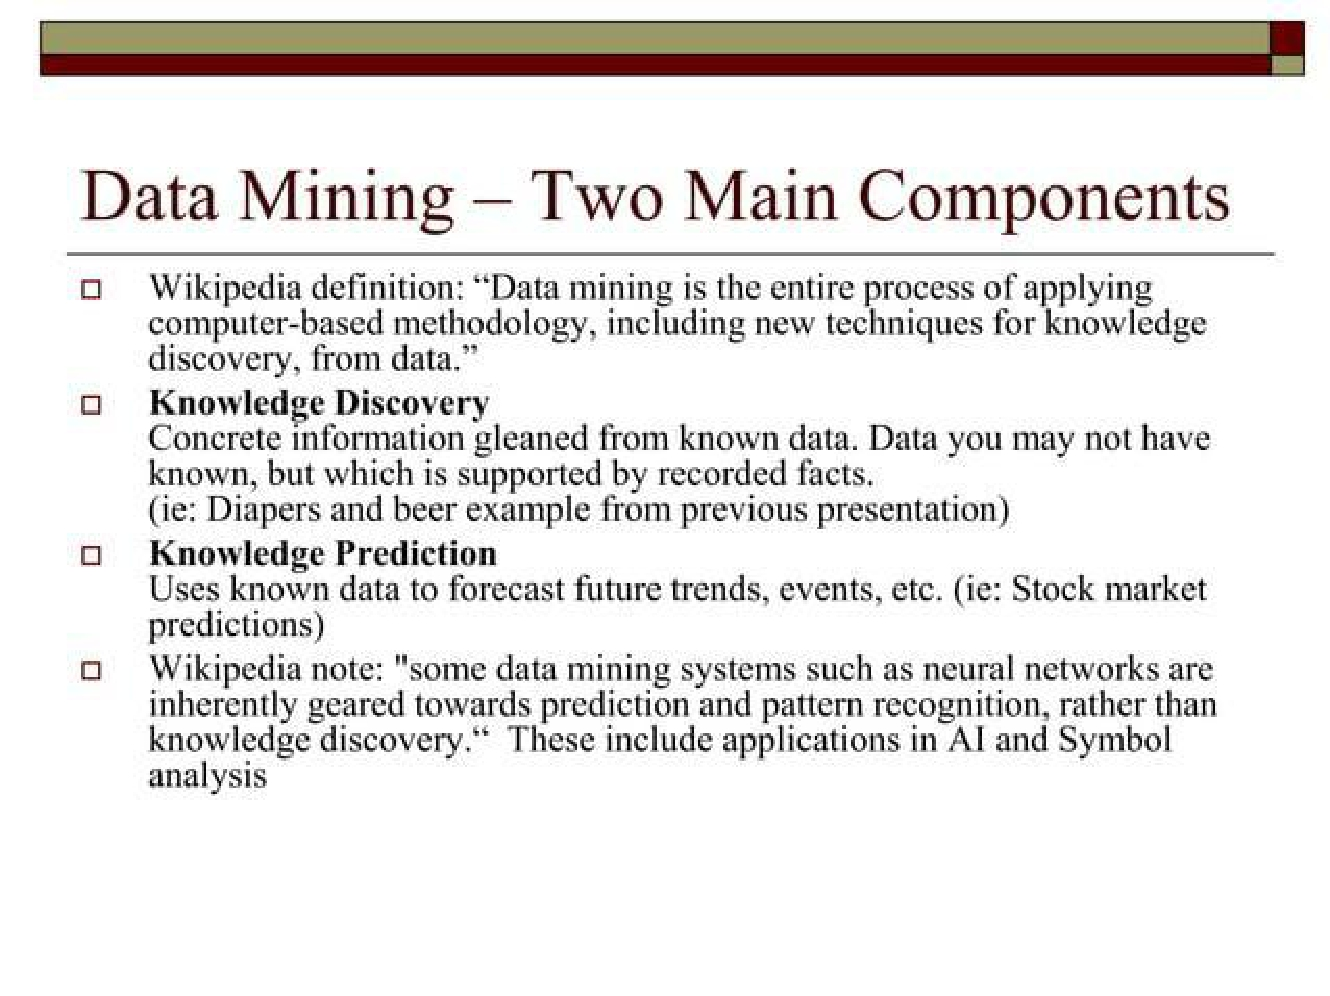 Data Mining – Two Main Components
Wikipedia definition: “Data mining is the entire process of applying
computer-based methodology, including new techniques for knowledge
discovery, from data.”
Knowledge Discovery
Concrete information gleaned from known data. Data you may not have
known, but which is supported by recorded facts.
(ie: Diapers and beer example from previous presentation)
Knowledge Prediction
Uses known data to forecast future trends, events, etc. (ie: Stock market
predictions)
Wikipedia note: "some data mining systems such as neural networks are
inherently geared towards prediction and pattern recognition, rather than
knowledge discovery.“  These include applications in AI and Symbol
analysis